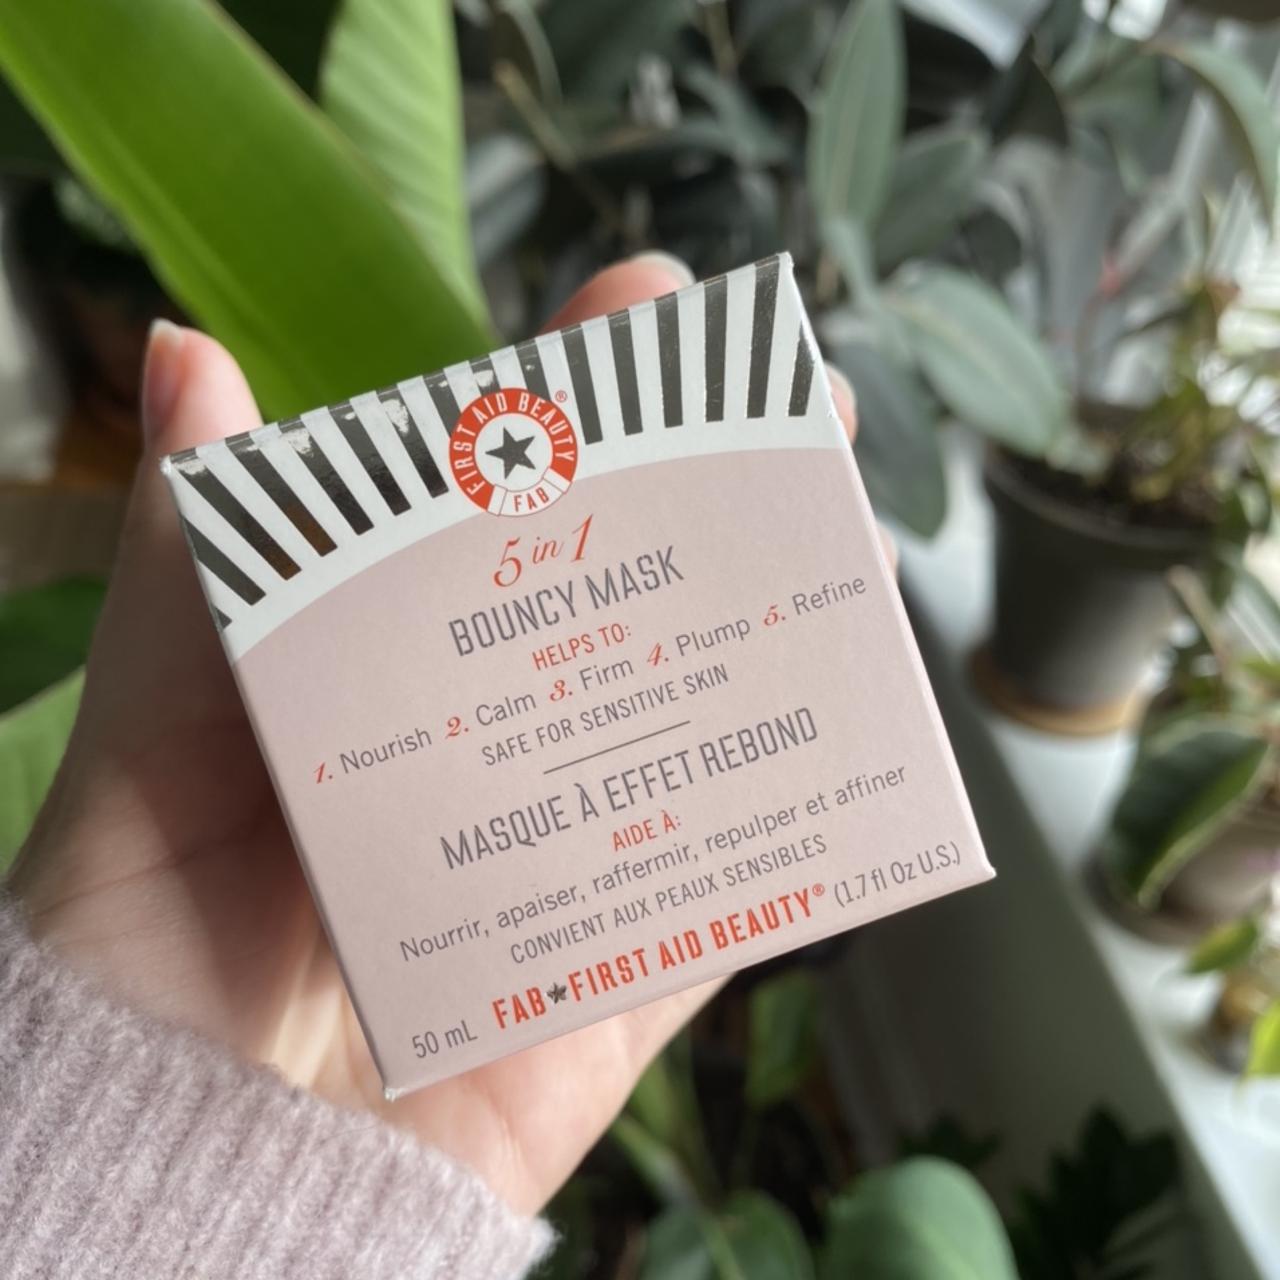 FIRST AID BEAUTY®
FAB
5 in 1
BOUNCY MASK
HELPS TO:
1. Nourish 2. Calm 3. Firm 4. Plump 5. Refine
SAFE FOR SENSITIVE SKIN
MASQUE À EFFET REBOND
AIDE À:
Nourrir, apaiser, raffermir, repulper et affiner
CONVIENT AUX PEAUX SENSIBLES
50 mL FAB★FIRST AID BEAUTY® (1.7 fl Oz U.S.)